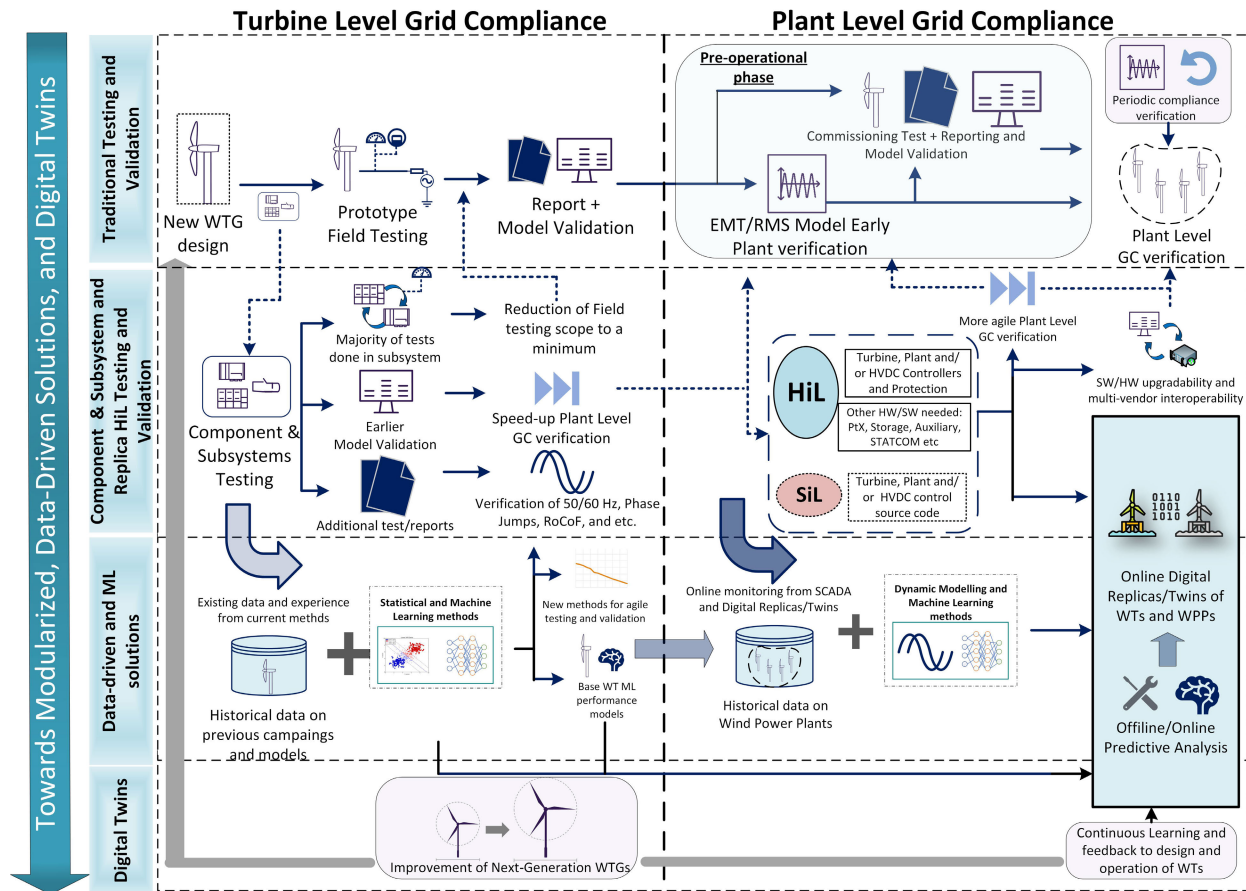 Turbine Level Grid Compliance
Plant Level Grid Compliance
Towards Modularized, Data-Driven Solutions, and Digital Twins
Traditional Testing and
Validation
New WTG
design
Prototype
Field Testing
Report +
Model Validation
Pre-operational
phase
Commissioning Test + Reporting and
Model Validation
EMT/RMS Model Early
Plant verification
Periodic compliance
verification
Plant Level
GC verification
Component & Subsystem and
Replica HiL Testing and
Validation
Component &
Subsystems
Testing
Majority of tests
done in subsystem
Reduction of Field
testing scope to a
minimum
Earlier
Model Validation
Speed-up Plant Level
GC verification
Additional test/reports
Verification of 50/60 Hz, Phase
Jumps, RoCoF, and etc.
HiL
Turbine, Plant and/
or HVDC Controllers
and Protection
Other HW/SW needed:
PtX, Storage, Auxiliary,
STATCOM etc
SiL
Turbine, Plant and/
or HVDC control
source code
More agile Plant Level
GC verification
SW/HW upgradability and
multi-vendor interoperability
Data-driven and ML
solutions
Existing data and experience
from current methds
Historical data on
previous campaings
and models
Statistical and Machine
Learning methods
New methods for agile
testing and validation
Base WT ML
performance
models
Online monitoring from SCADA
and Digital Replicas/Twins
Historical data on
Wind Power Plants
Dynamic Modelling and
Machine Learning
methods
0110
1001
1010
Online Digital
Replicas/Twins of
WTs and WPPs
Offiline/Online
Predictive Analysis
Digital Twins
Improvement of Next-Generation WTGs
Continuous Learning and
feedback to design and
operation of WTs